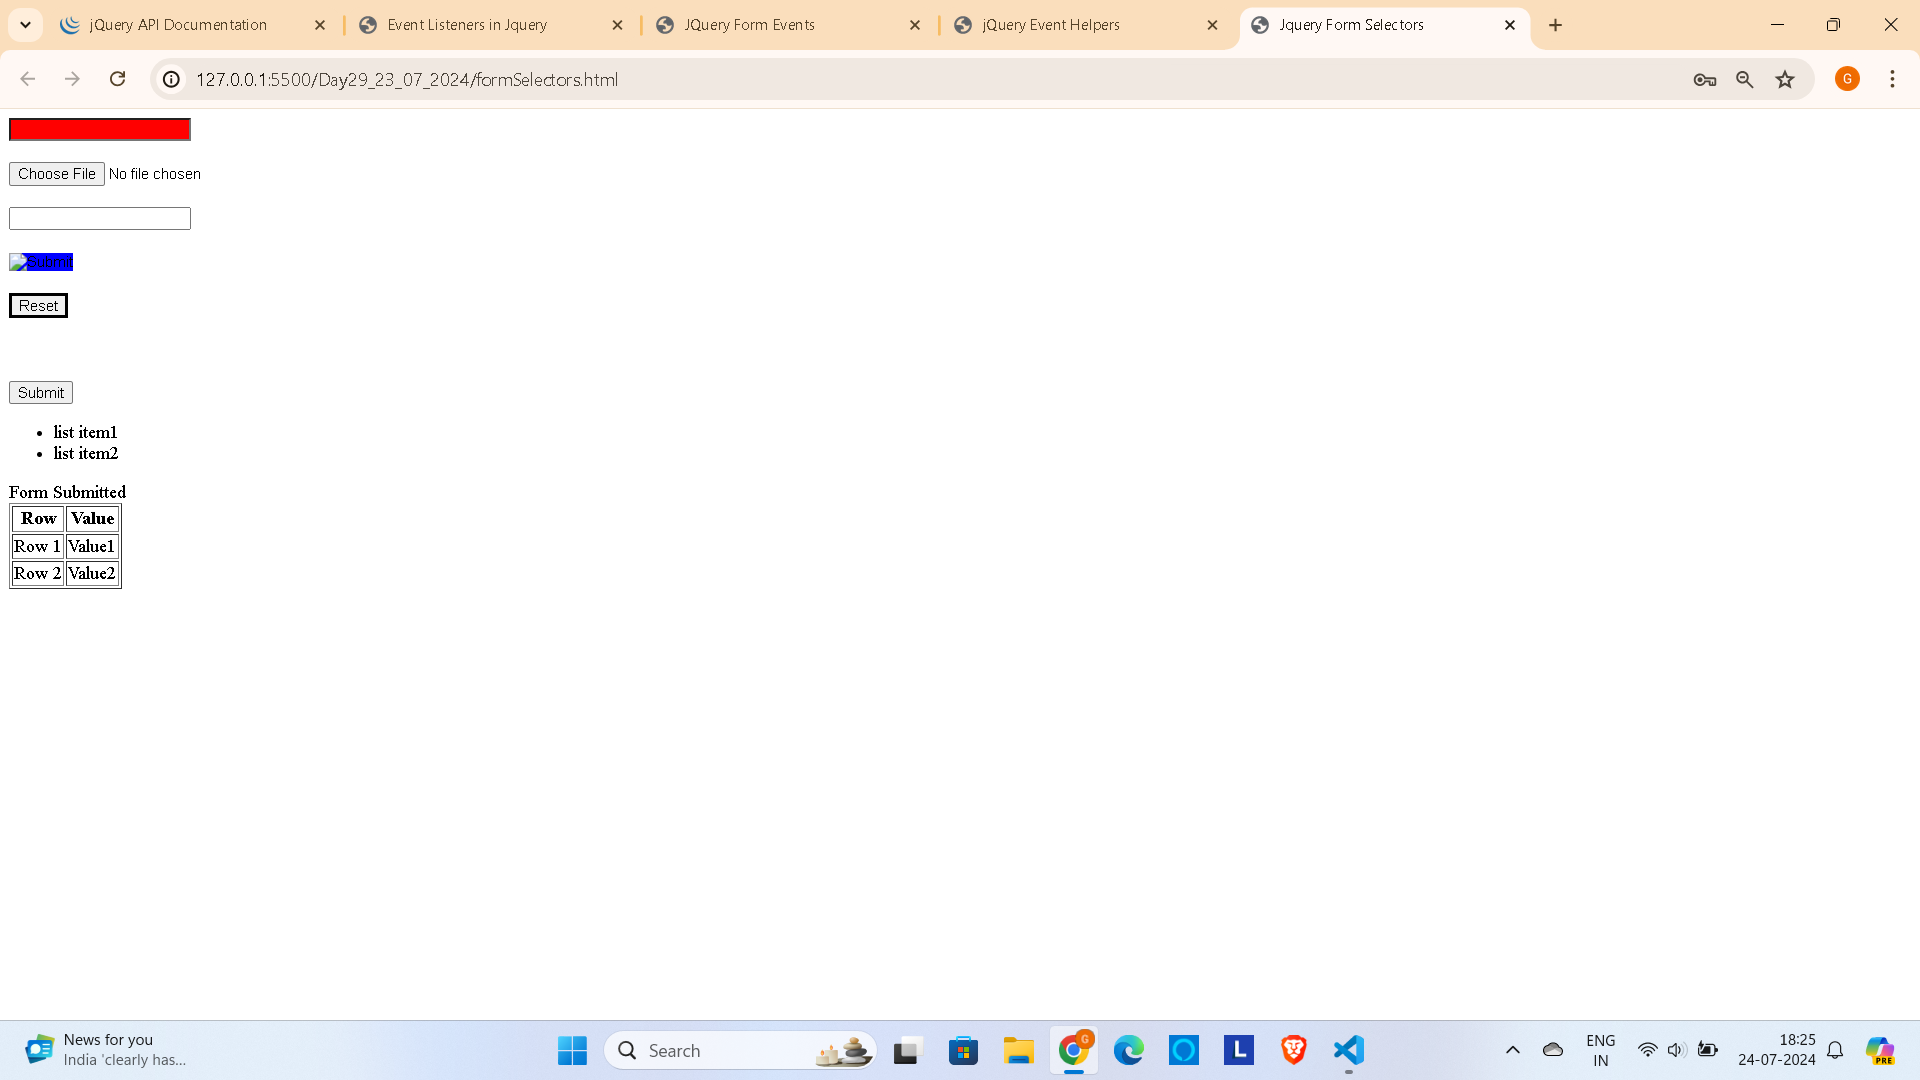 jQuery API Documentation
Event Listeners in Jquery
JQuery Form Events
jQuery Event Helpers
Jquery Form Selectors
127.0.0.1:5500/Day29_23_07_2024/formSelectors.html
G
Choose File No file chosen
Submit
Reset
Submit
list item1
list item2
Form Submitted
Row Value
Row 1 Value1
Row 2 Value2
News for you
India 'clearly has...
Search
G
L
ENG
IN
18:25
24-07-2024
PRE